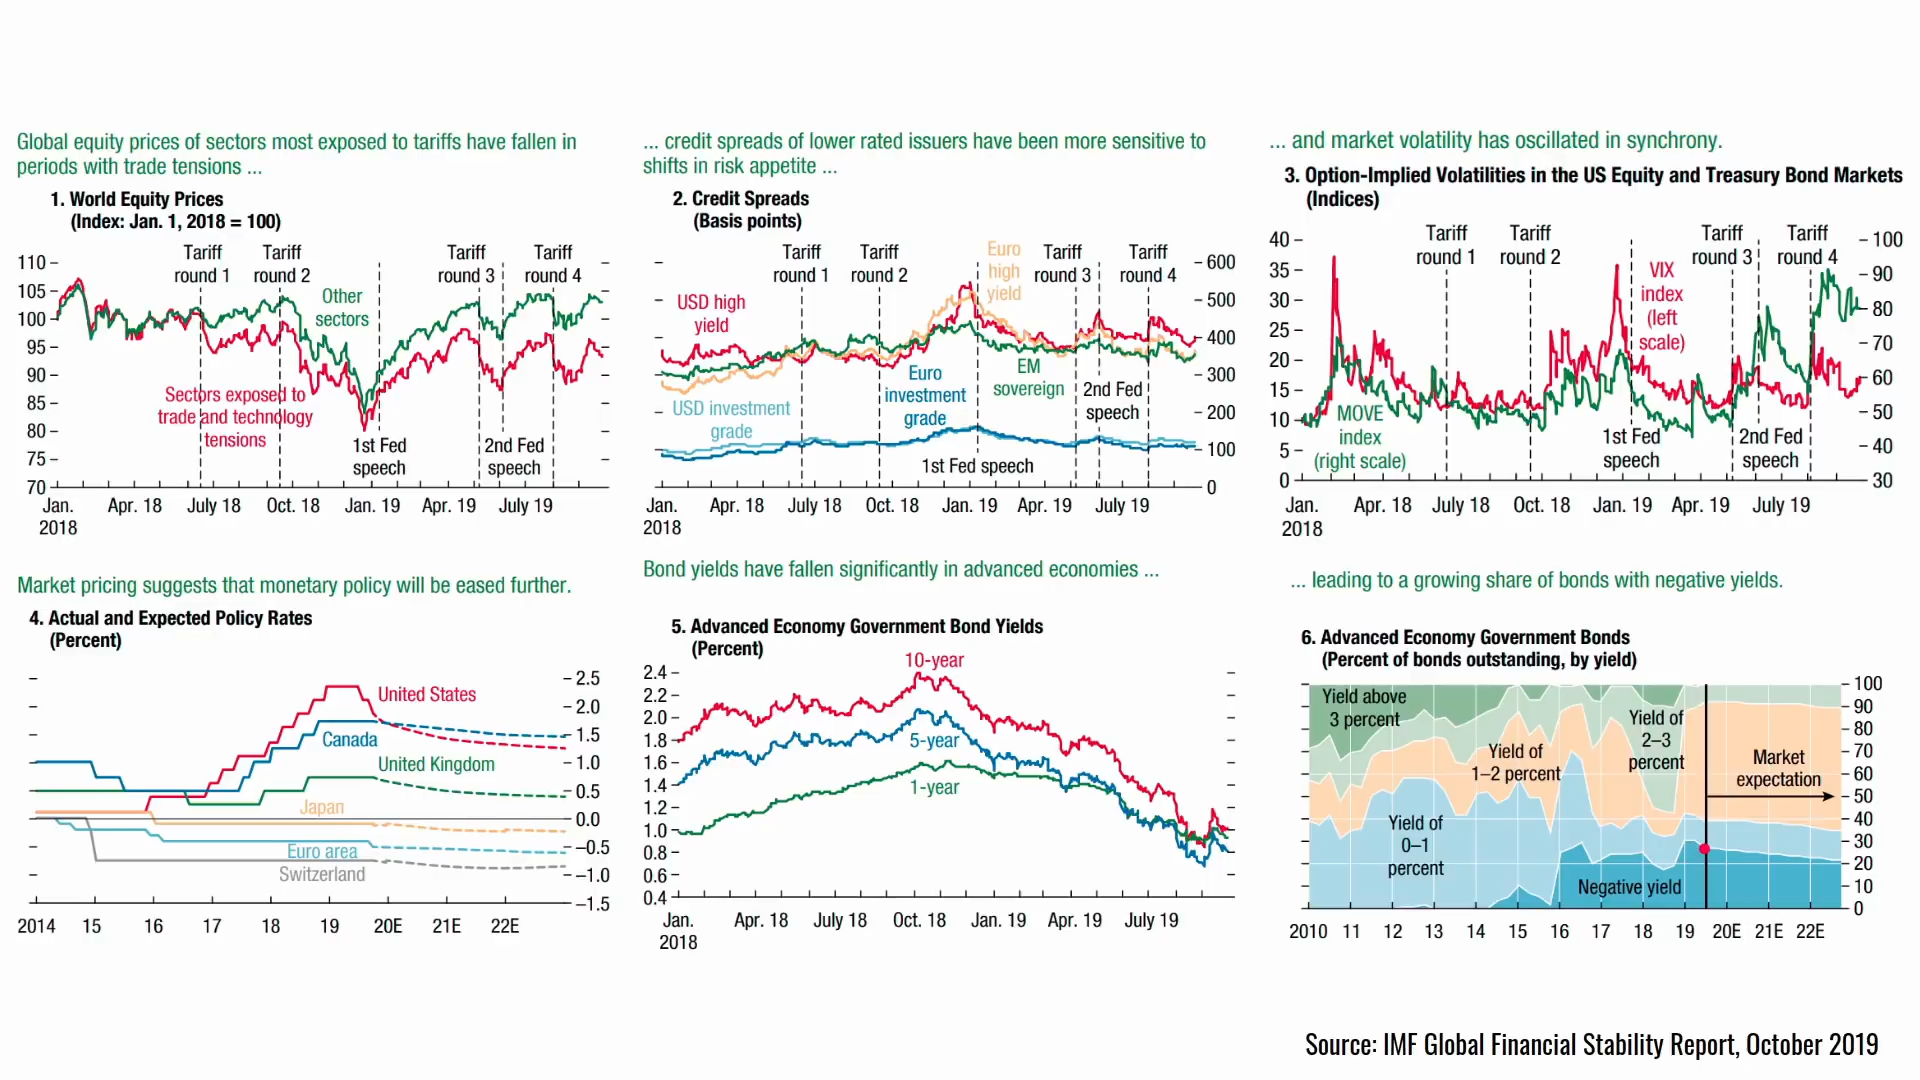 Global equity prices of sectors most exposed to tariffs have fallen in
periods with trade tensions ...
1. World Equity Prices
(Index: Jan. 1, 2018 = 100)
Tariff
round 1
Tariff
round 2
Tariff
round 3
Tariff
round 4
110
105
100
95
90
85
80
75
70
Other
sectors
Sectors exposed to
trade and technology
tensions
1st Fed
speech
2nd Fed
speech
Jan.
2018
Apr. 18
July 18
Oct. 18
Jan. 19
Apr. 19
July 19
... credit spreads of lower rated issuers have been more sensitive to
shifts in risk appetite ...
2. Credit Spreads
(Basis points)
Tariff
round 1
Tariff
round 2
Euro
high
yield
Tariff
round 3
Tariff
round 4
600
500
400
300
200
100
0
USD high
yield
USD investment
grade
Euro
investment
grade
EM
sovereign
2nd Fed
speech
1st Fed speech
Jan.
2018
Apr. 18
July 18
Oct. 18
Jan. 19
Apr. 19
July 19
... and market volatility has oscillated in synchrony.
3. Option-Implied Volatilities in the US Equity and Treasury Bond Markets
(Indices)
Tariff
round 1
Tariff
round 2
Tariff
round 3
Tariff
round 4
40
35
30
25
20
15
10
5
0
100
90
80
70
60
50
40
30
VIX
index
(left
scale)
MOVE
index
(right scale)
1st Fed
speech
2nd Fed
speech
Jan.
2018
Apr. 18
July 18
Oct. 18
Jan. 19
Apr. 19
July 19
Market pricing suggests that monetary policy will be eased further.
4. Actual and Expected Policy Rates
(Percent)
2.5
2.0
1.5
1.0
0.5
0.0
–0.5
–1.0
–1.5
United States
Canada
United Kingdom
Japan
Euro area
Switzerland
2014
15
16
17
18
19
20E
21E
22E
Bond yields have fallen significantly in advanced economies ...
5. Advanced Economy Government Bond Yields
(Percent)
2.4
2.2
2.0
1.8
1.6
1.4
1.2
1.0
0.8
0.6
0.4
10-year
5-year
1-year
Jan.
2018
Apr. 18
July 18
Oct. 18
Jan. 19
Apr. 19
July 19
... leading to a growing share of bonds with negative yields.
6. Advanced Economy Government Bonds
(Percent of bonds outstanding, by yield)
100
90
80
70
60
50
40
30
20
10
0
Yield above
3 percent
Yield of
2–3
percent
Yield of
1–2 percent
Market
expectation
Yield of
0–1
percent
Negative yield
2010
11
12
13
14
15
16
17
18
19
20E
21E
22E
Source: IMF Global Financial Stability Report, October 2019